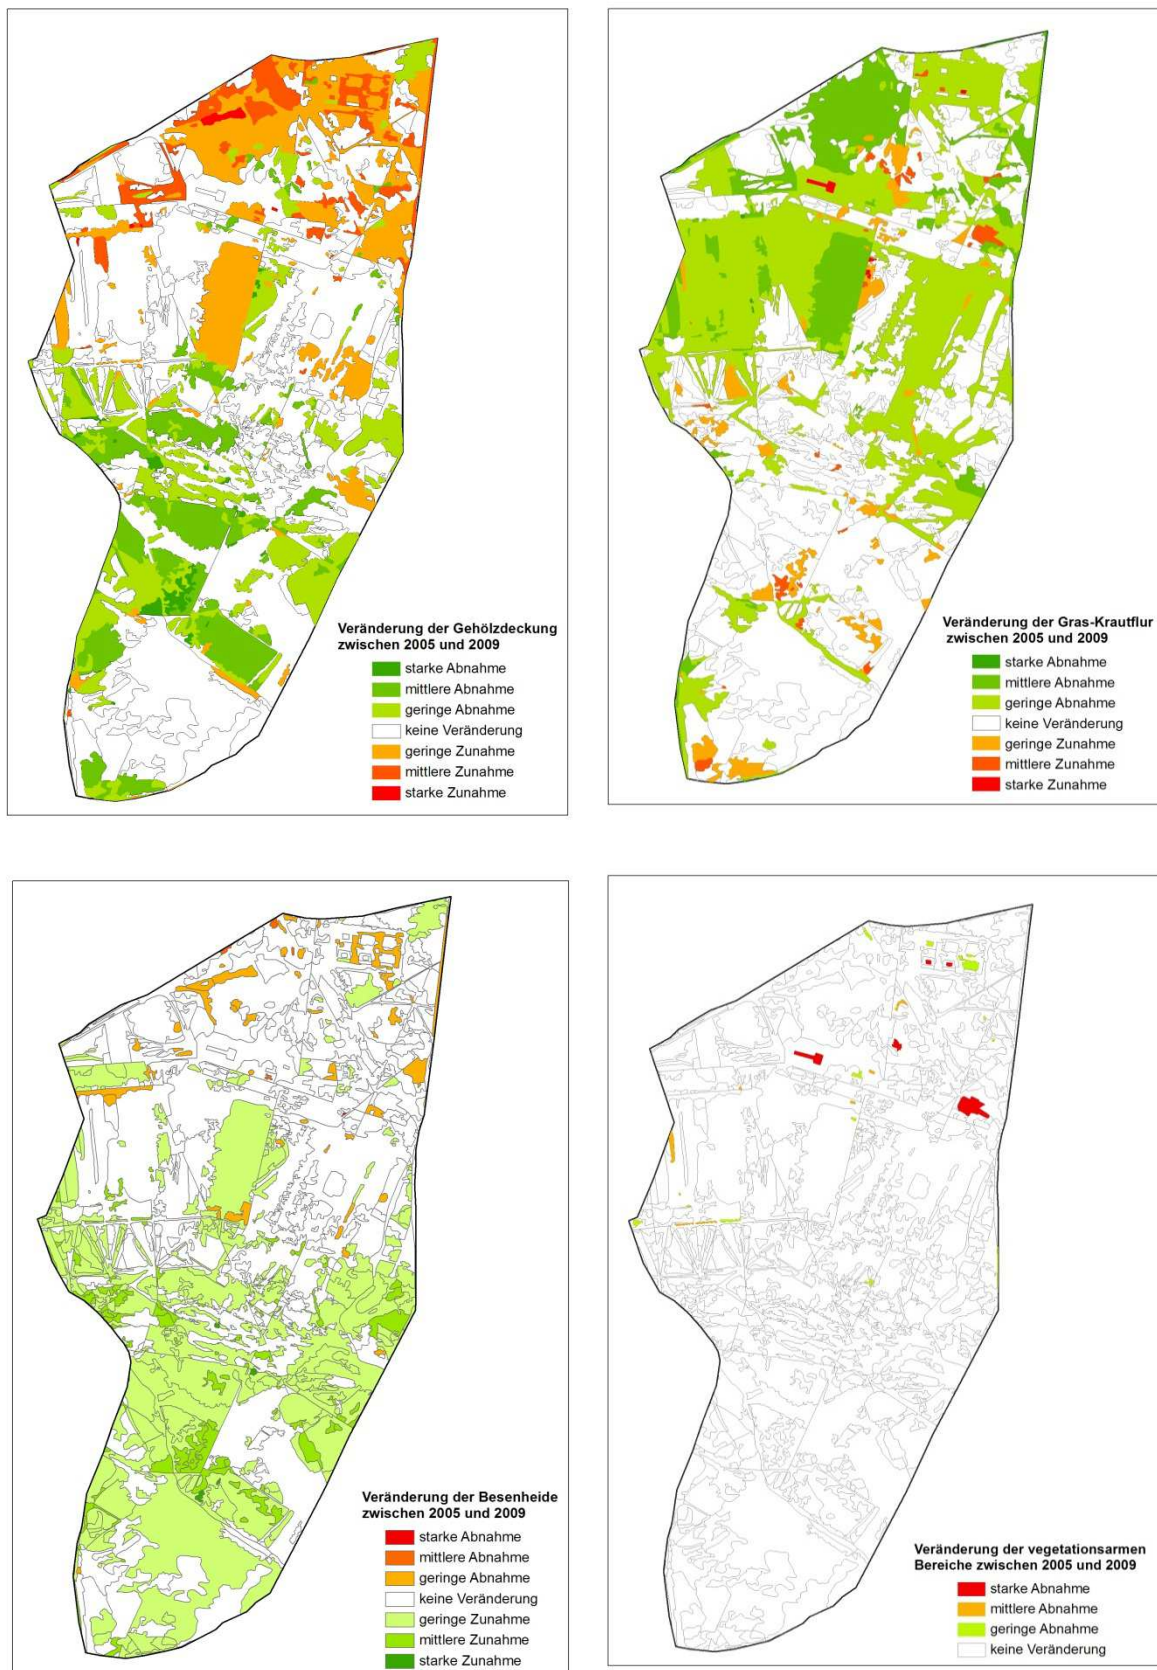 Veränderung der Gehölzdeckung
zwischen 2005 und 2009
starke Abnahme
mittlere Abnahme
geringe Abnahme
keine Veränderung
geringe Zunahme
mittlere Zunahme
starke Zunahme
Veränderung der Gras-Krautflur
zwischen 2005 und 2009
starke Abnahme
mittlere Abnahme
geringe Abnahme
keine Veränderung
geringe Zunahme
mittlere Zunahme
starke Zunahme
Veränderung der Besenheide
zwischen 2005 und 2009
starke Abnahme
mittlere Abnahme
geringe Abnahme
keine Veränderung
geringe Zunahme
mittlere Zunahme
starke Zunahme
Veränderung der vegetationsarmen
Bereiche zwischen 2005 und 2009
starke Abnahme
mittlere Abnahme
geringe Abnahme
keine Veränderung